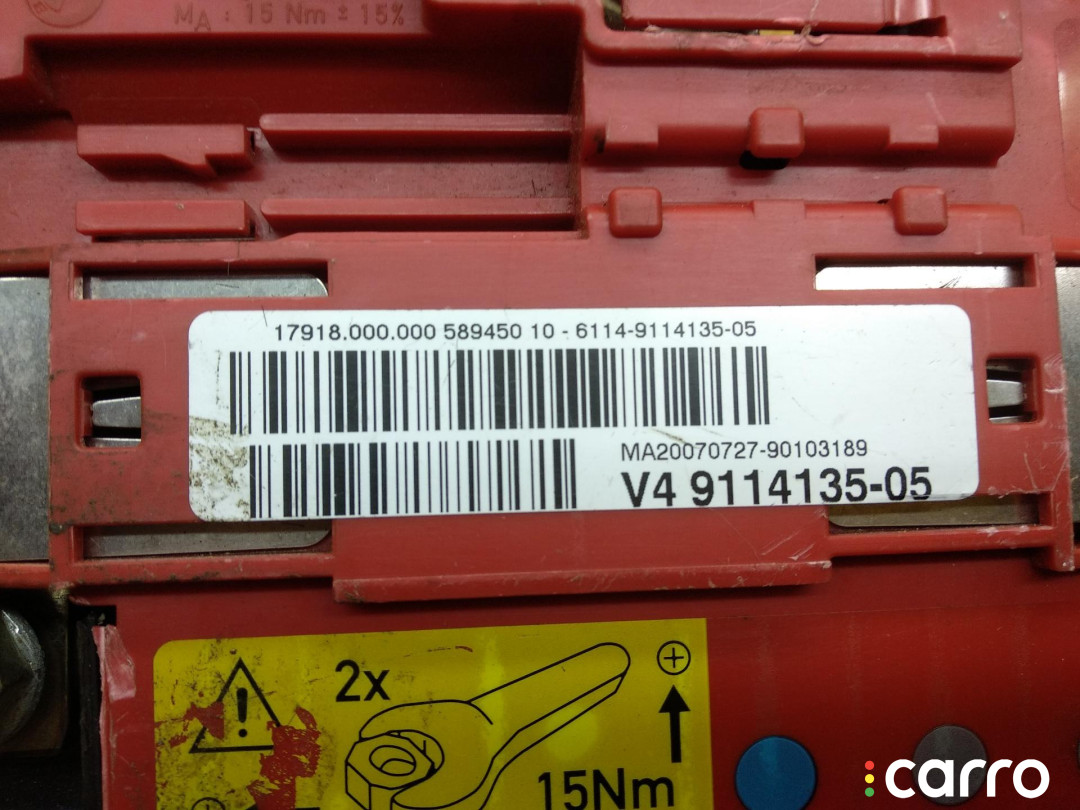 MA : 15 Nm ± 15%
17918.000.000 589450 10 - 6114-9114135-05
MA20070727-90103189
V4 9114135-05
2x
15Nm
carro